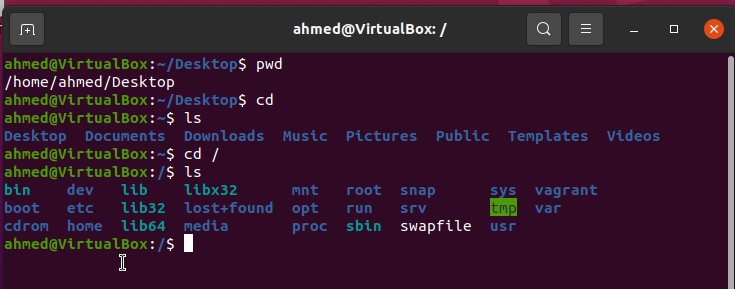 ahmed@VirtualBox: /
ahmed@VirtualBox:~/Desktop$ pwd
/home/ahmed/Desktop
ahmed@VirtualBox:~/Desktop$ cd
ahmed@VirtualBox:~$ ls
Desktop  Documents  Downloads  Music  Pictures  Public  Templates  Videos
ahmed@VirtualBox:~$ cd /
ahmed@VirtualBox:/$ ls
bin    dev   lib    libx32      mnt   root  snap      sys  vagrant
boot   etc   lib32  lost+found  opt   run   srv       tmp  var
cdrom  home  lib64  media       proc  sbin  swapfile  usr
ahmed@VirtualBox:/$